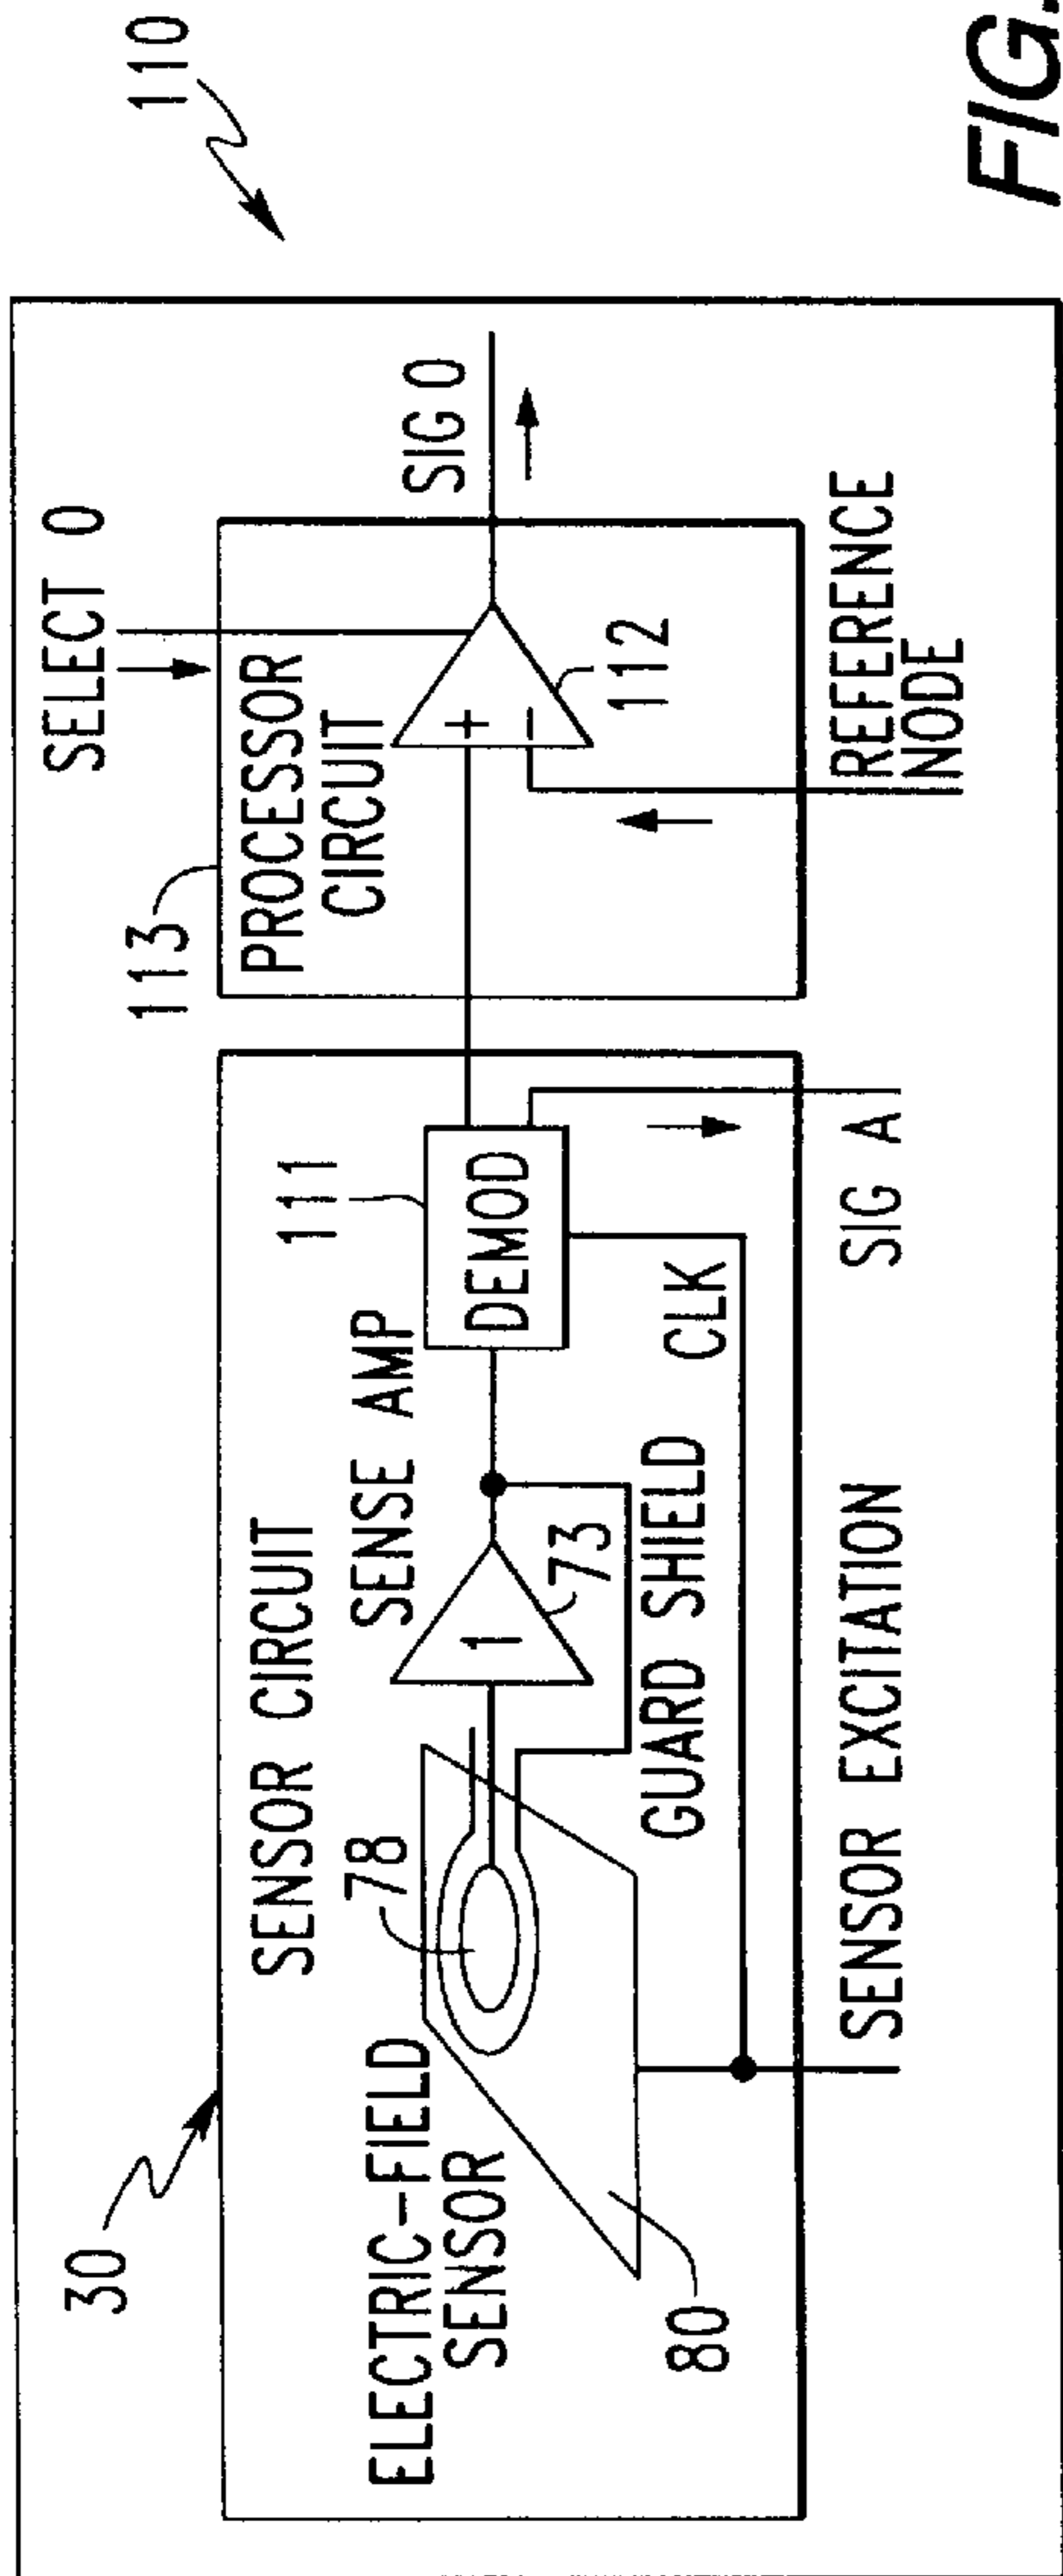 110
FIG.
SELECT 0
113
PROCESSOR
CIRCUIT
+
−
112
SIG 0
REFERENCE
NODE
30
SENSOR CIRCUIT
ELECTRIC-FIELD
SENSOR
78
80
SENSE AMP
1
73
GUARD SHIELD
111
DEMOD
CLK
SIG A
SENSOR EXCITATION